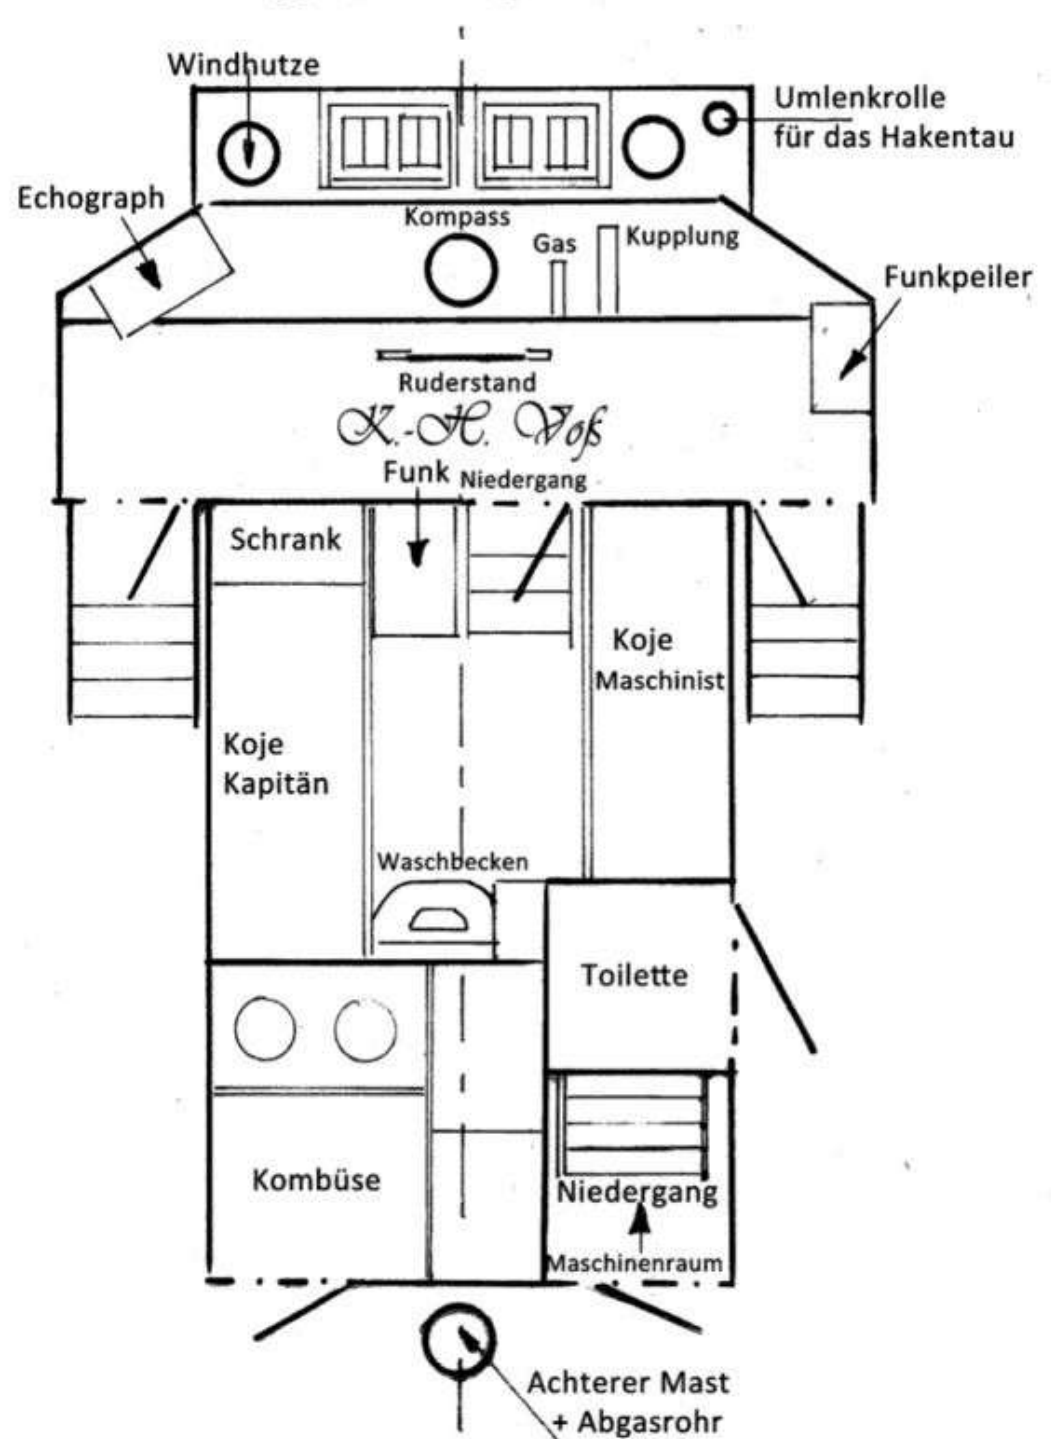 Windhutze
Umlenkrolle
für das Hakentau
Echograph
Kompass
Gas
Kupplung
Funkpeiler
Ruderstand
K.-H. Voß
Funk
Niedergang
Schrank
Koje
Maschinist
Koje
Kapitän
Waschbecken
Toilette
Kombüse
Niedergang
Maschinenraum
Achterer Mast
+ Abgasrohr